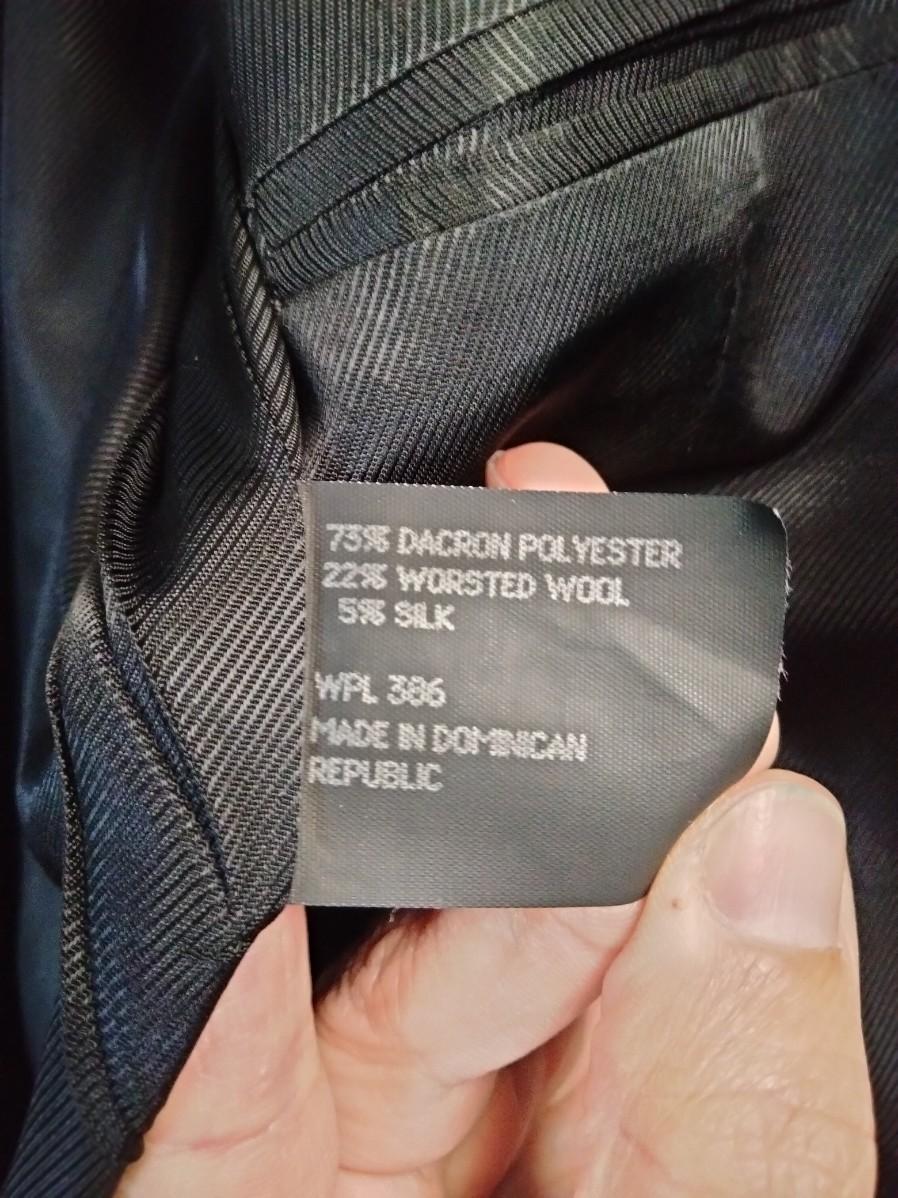 73% DACRON POLYESTER
22% WORSTED WOOL
5% SILK
WPL 386
MADE IN DOMINICAN
REPUBLIC